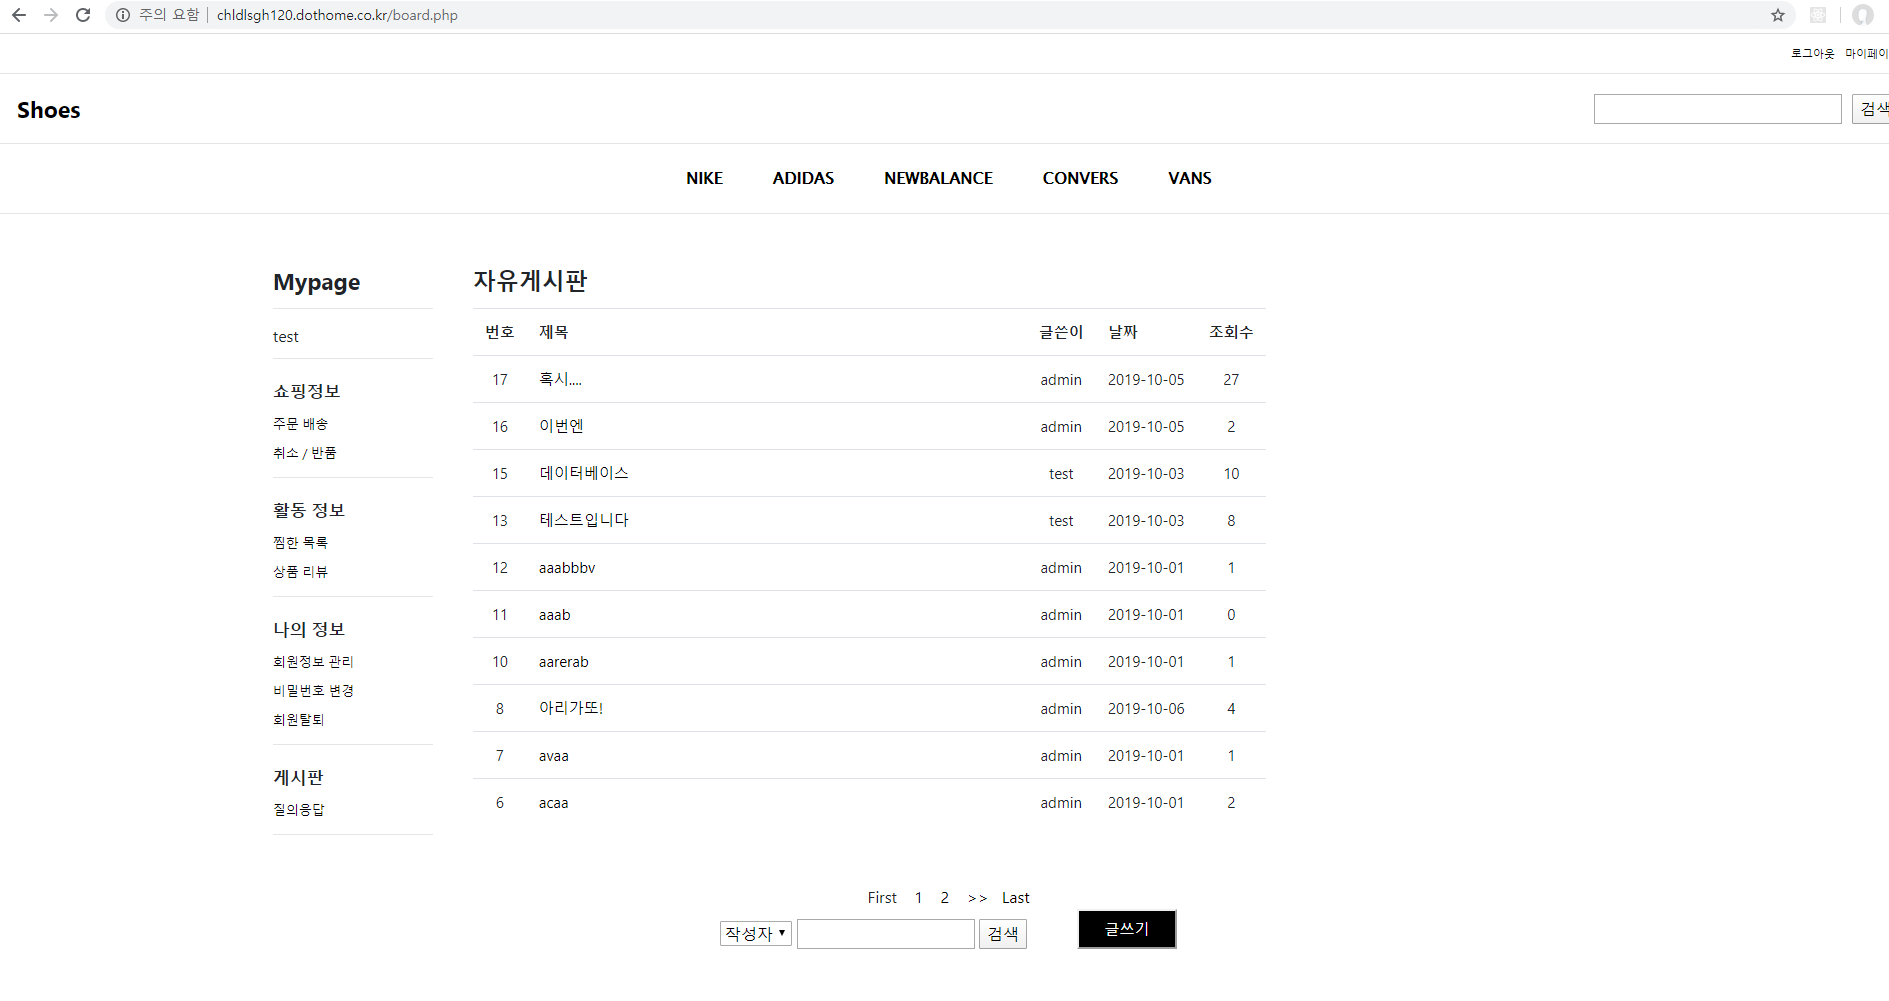 주의 요함 chldlsgh120.dothome.co.kr/board.php
로그아웃 마이페이
Shoes 검색
NIKE ADIDAS NEWBALANCE CONVERS VANS
Mypage
test
쇼핑정보
주문 배송
취소 / 반품
활동 정보
찜한 목록
상품 리뷰
나의 정보
회원정보 관리
비밀번호 변경
회원탈퇴
게시판
질의응답
자유게시판
번호 제목 글쓴이 날짜 조회수
17 혹시.... admin 2019-10-05 27
16 이번엔 admin 2019-10-05 2
15 데이터베이스 test 2019-10-03 10
13 테스트입니다 test 2019-10-03 8
12 aaabbbv admin 2019-10-01 1
11 aaab admin 2019-10-01 0
10 aarerab admin 2019-10-01 1
8 아리가또! admin 2019-10-06 4
7 avaa admin 2019-10-01 1
6 acaa admin 2019-10-01 2
First 1 2 >> Last
작성자 검색 글쓰기